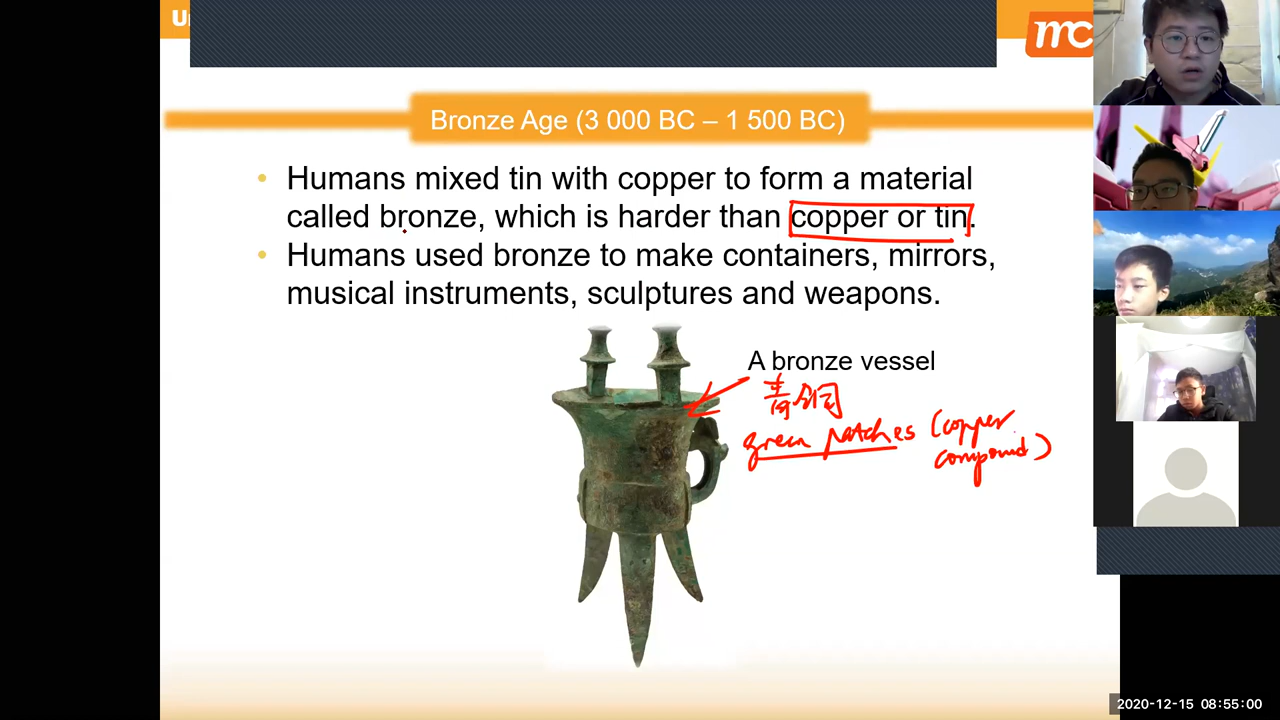 U
mc
Bronze Age (3 000 BC – 1 500 BC)
• Humans mixed tin with copper to form a material
called bronze, which is harder than copper or tin.
• Humans used bronze to make containers, mirrors,
musical instruments, sculptures and weapons.
A bronze vessel
青銅
green patches (copper
compound)
2020-12-15 08:55:00